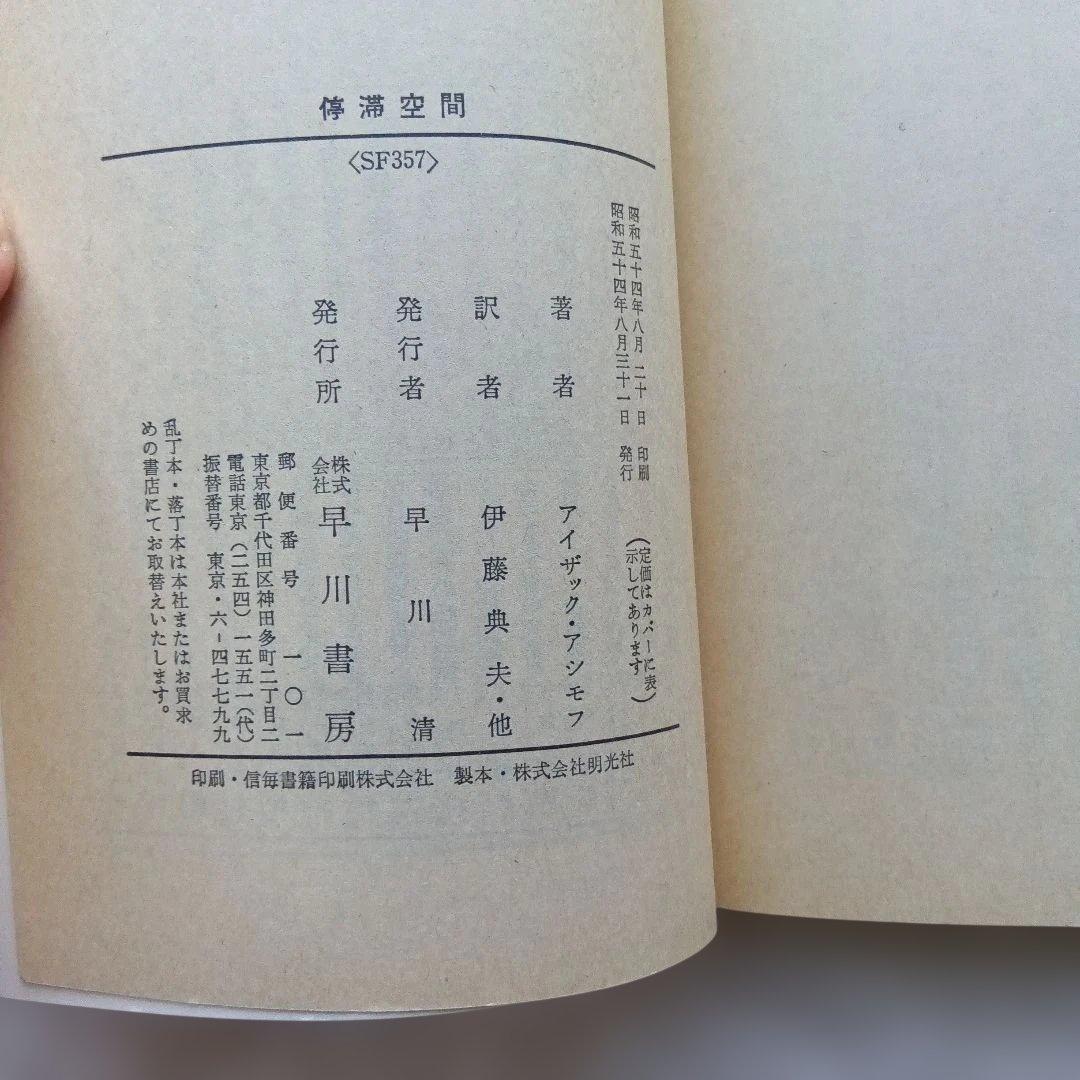 停滞空間
〈SF357〉
昭和五十四年八月二十日 印刷
昭和五十四年八月三十一日 発行
(定価はカバーに表
示してあります)
著者 アイザック・アシモフ
訳者 伊藤典夫・他
発行者 早川清
発行所 株式会社 早川書房
郵便番号 一〇一
東京都千代田区神田多町二丁目二
電話東京(二五四)一五五一(代)
振替番号 東京・六-四七七九九
乱丁本・落丁本は本社またはお買求
めの書店にてお取替えいたします。
印刷・信毎書籍印刷株式会社 製本・株式会社明光社